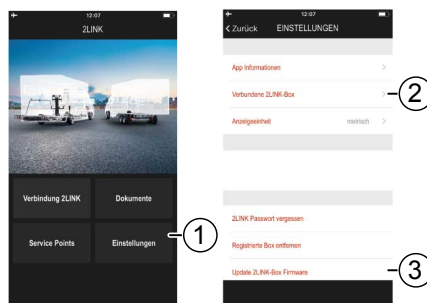 12:07
2LINK
Verbindung 2LINK
Dokumente
Service Points
Einstellungen
1
12:07
Zurück
EINSTELLUNGEN
App Informationen
Verbundene 2LINK-Box
2
Anzeigeeinheit
metrisch
2LINK Passwort vergessen
Registrierte Box entfernen
Update 2LINK-Box Firmware
3